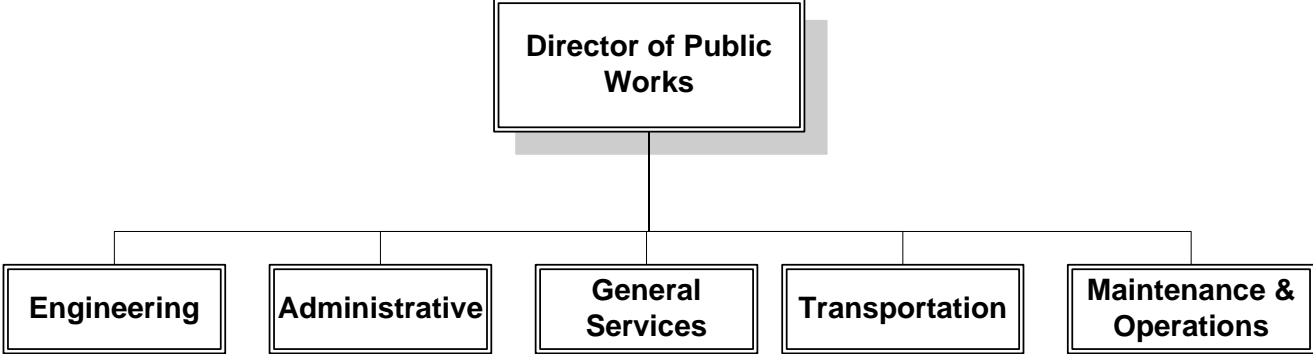 Director of Public
Works
Engineering
Administrative
General
Services
Transportation
Maintenance &
Operations